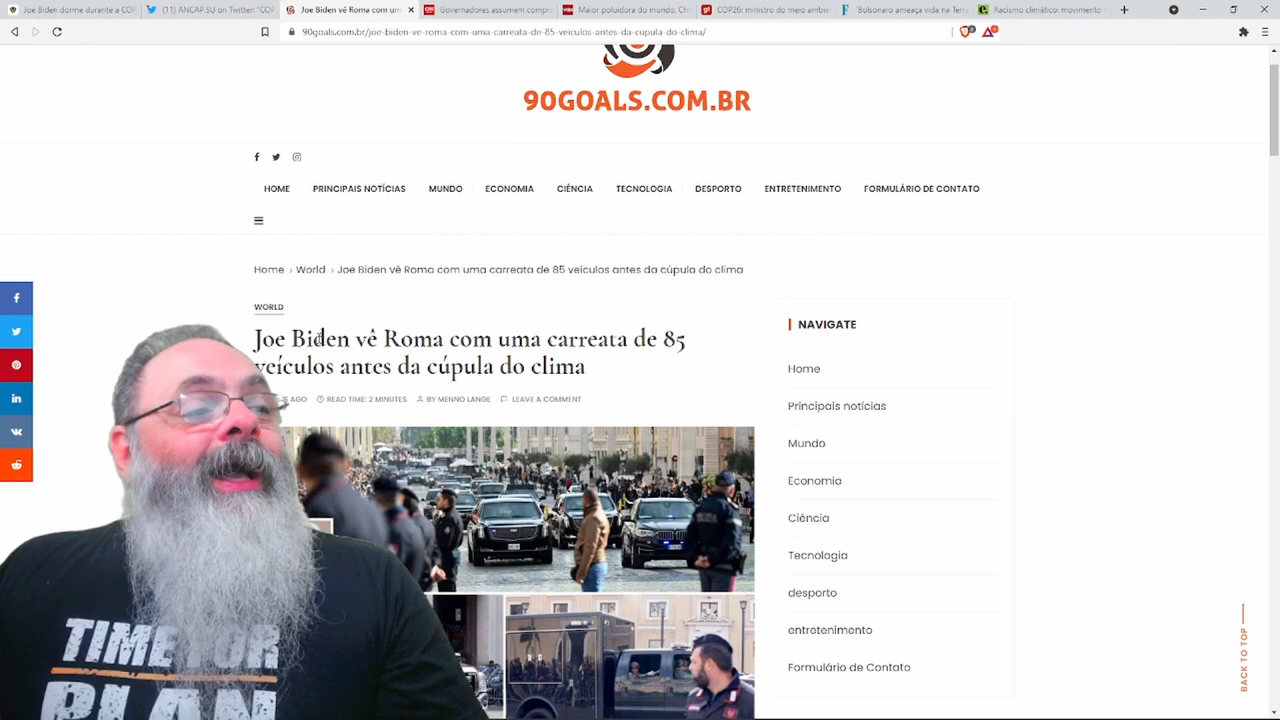 Joe Biden dorme durante a COP
(11) ANCAP.SU on Twitter: "COP
Joe Biden vê Roma com um
Governadores assumem compr
Maior poluidora do mundo, Chi
COP26: ministro do meio ambie
'Bolsonaro ameaça vida na Terra
Racismo climático: movimento
90goals.com.br/joe-biden-ve-roma-com-uma-carreata-de-85-veiculos-antes-da-cupula-do-clima/
90GOALS.COM.BR
HOME PRINCIPAIS NOTÍCIAS MUNDO ECONOMIA CIÊNCIA TECNOLOGIA DESPORTO ENTRETENIMENTO FORMULÁRIO DE CONTATO
Home › World › Joe Biden vê Roma com uma carreata de 85 veículos antes da cúpula do clima
WORLD
Joe Biden vê Roma com uma carreata de 85
veículos antes da cúpula do clima
AGO READ TIME: 2 MINUTES BY MENNO LANGE LEAVE A COMMENT
NAVIGATE
Home
Principais notícias
Mundo
Economia
Ciência
Tecnologia
desporto
entretenimento
Formulário de Contato
BACK TO TOP